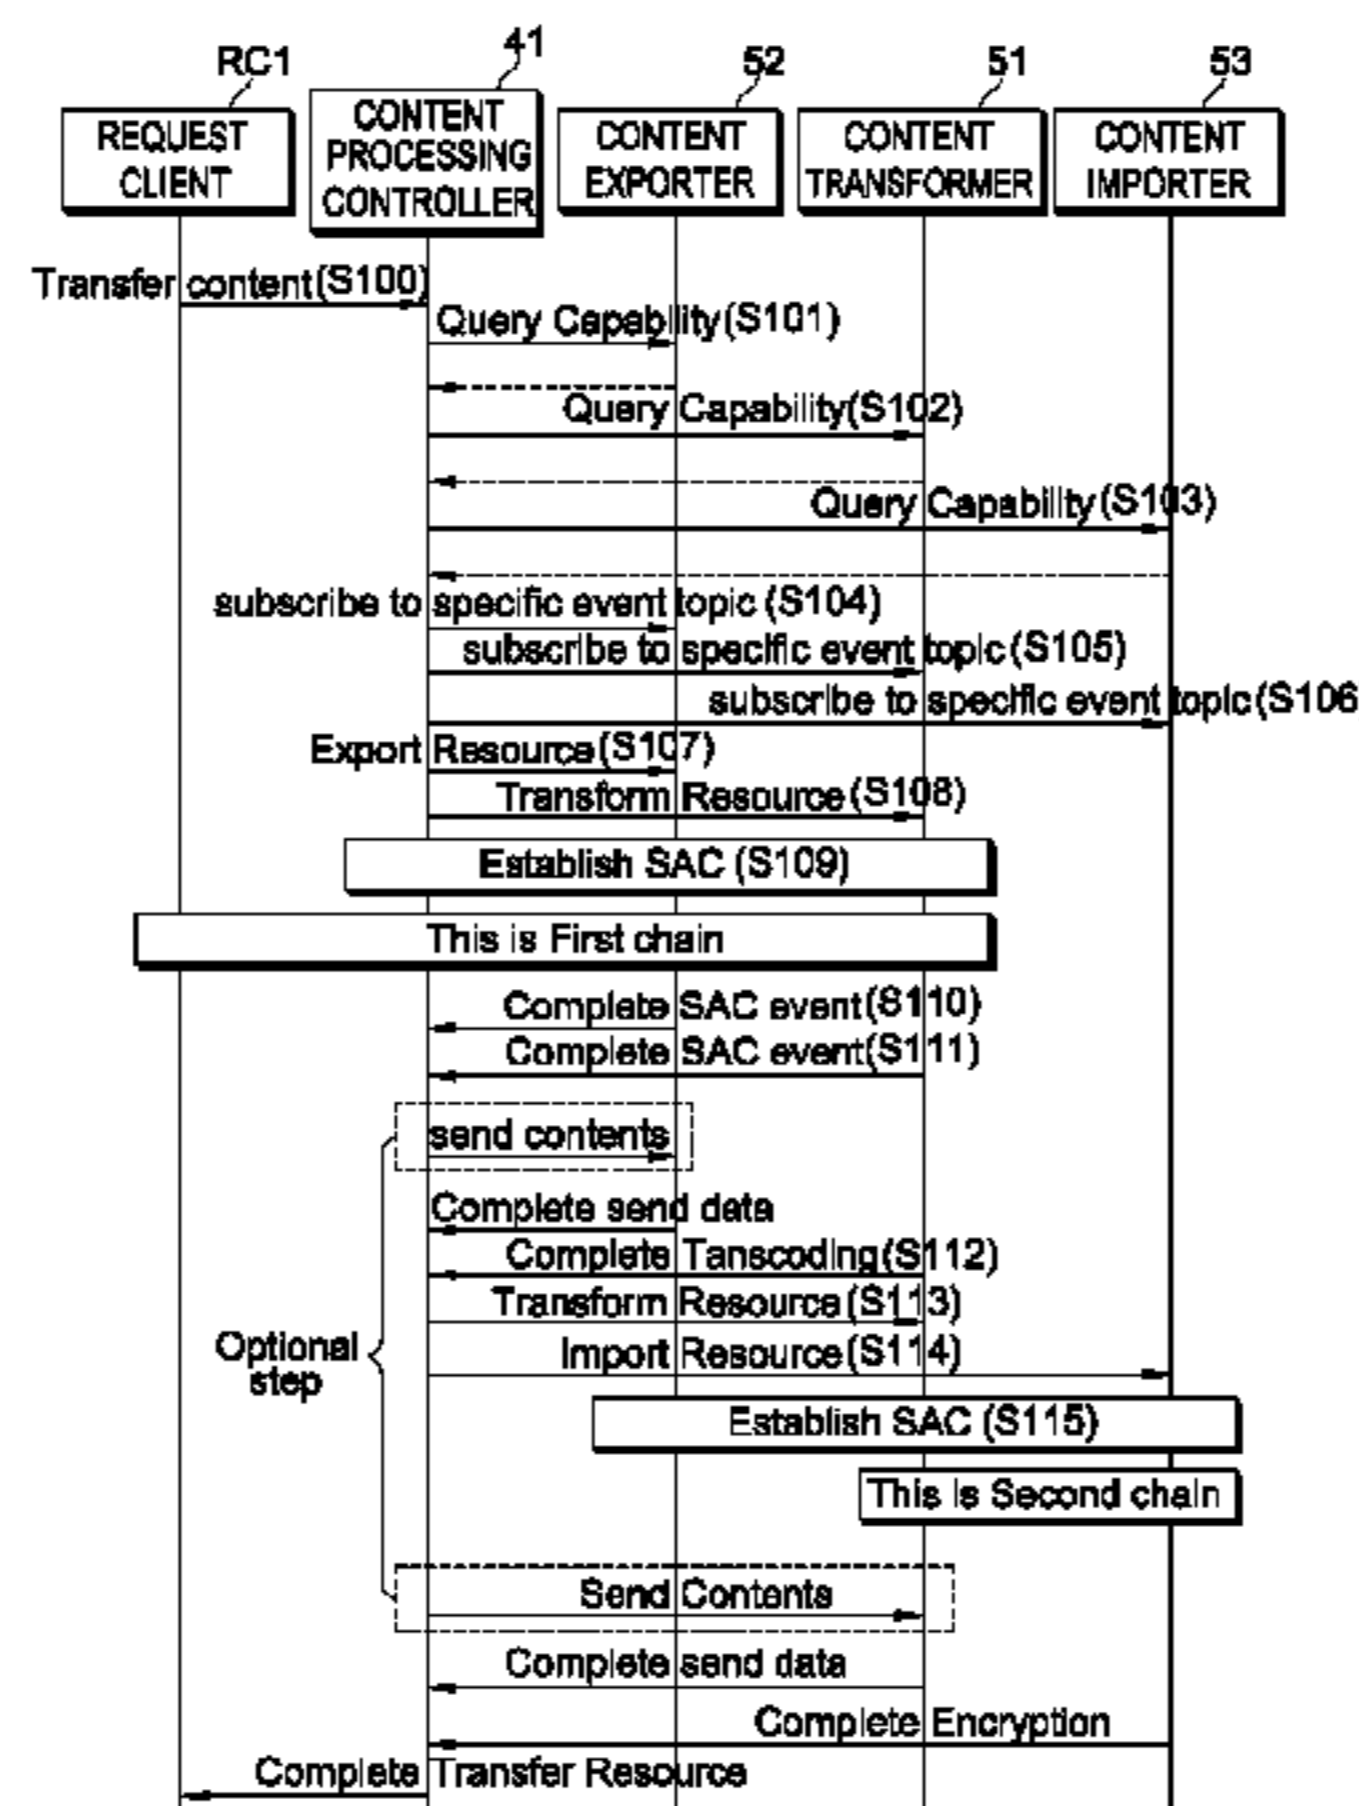 RC1
41
52
51
53
REQUEST
CLIENT
CONTENT
PROCESSING
CONTROLLER
CONTENT
EXPORTER
CONTENT
TRANSFORMER
CONTENT
IMPORTER
Transfer content(S100)
Query Capability(S101)
Query Capability(S102)
Query Capability(S103)
subscribe to specific event topic (S104)
subscribe to specific event topic(S105)
subscribe to specific event topic(S106
Export Resource(S107)
Transform Resource(S108)
Establish SAC (S109)
This is First chain
Complete SAC event(S110)
Complete SAC event(S111)
send contents
Complete send data
Complete Tanscoding(S112)
Transform Resource(S113)
Optional
step
Import Resource(S114)
Establish SAC (S115)
This is Second chain
Send Contents
Complete send data
Complete Encryption
Complete Transfer Resource